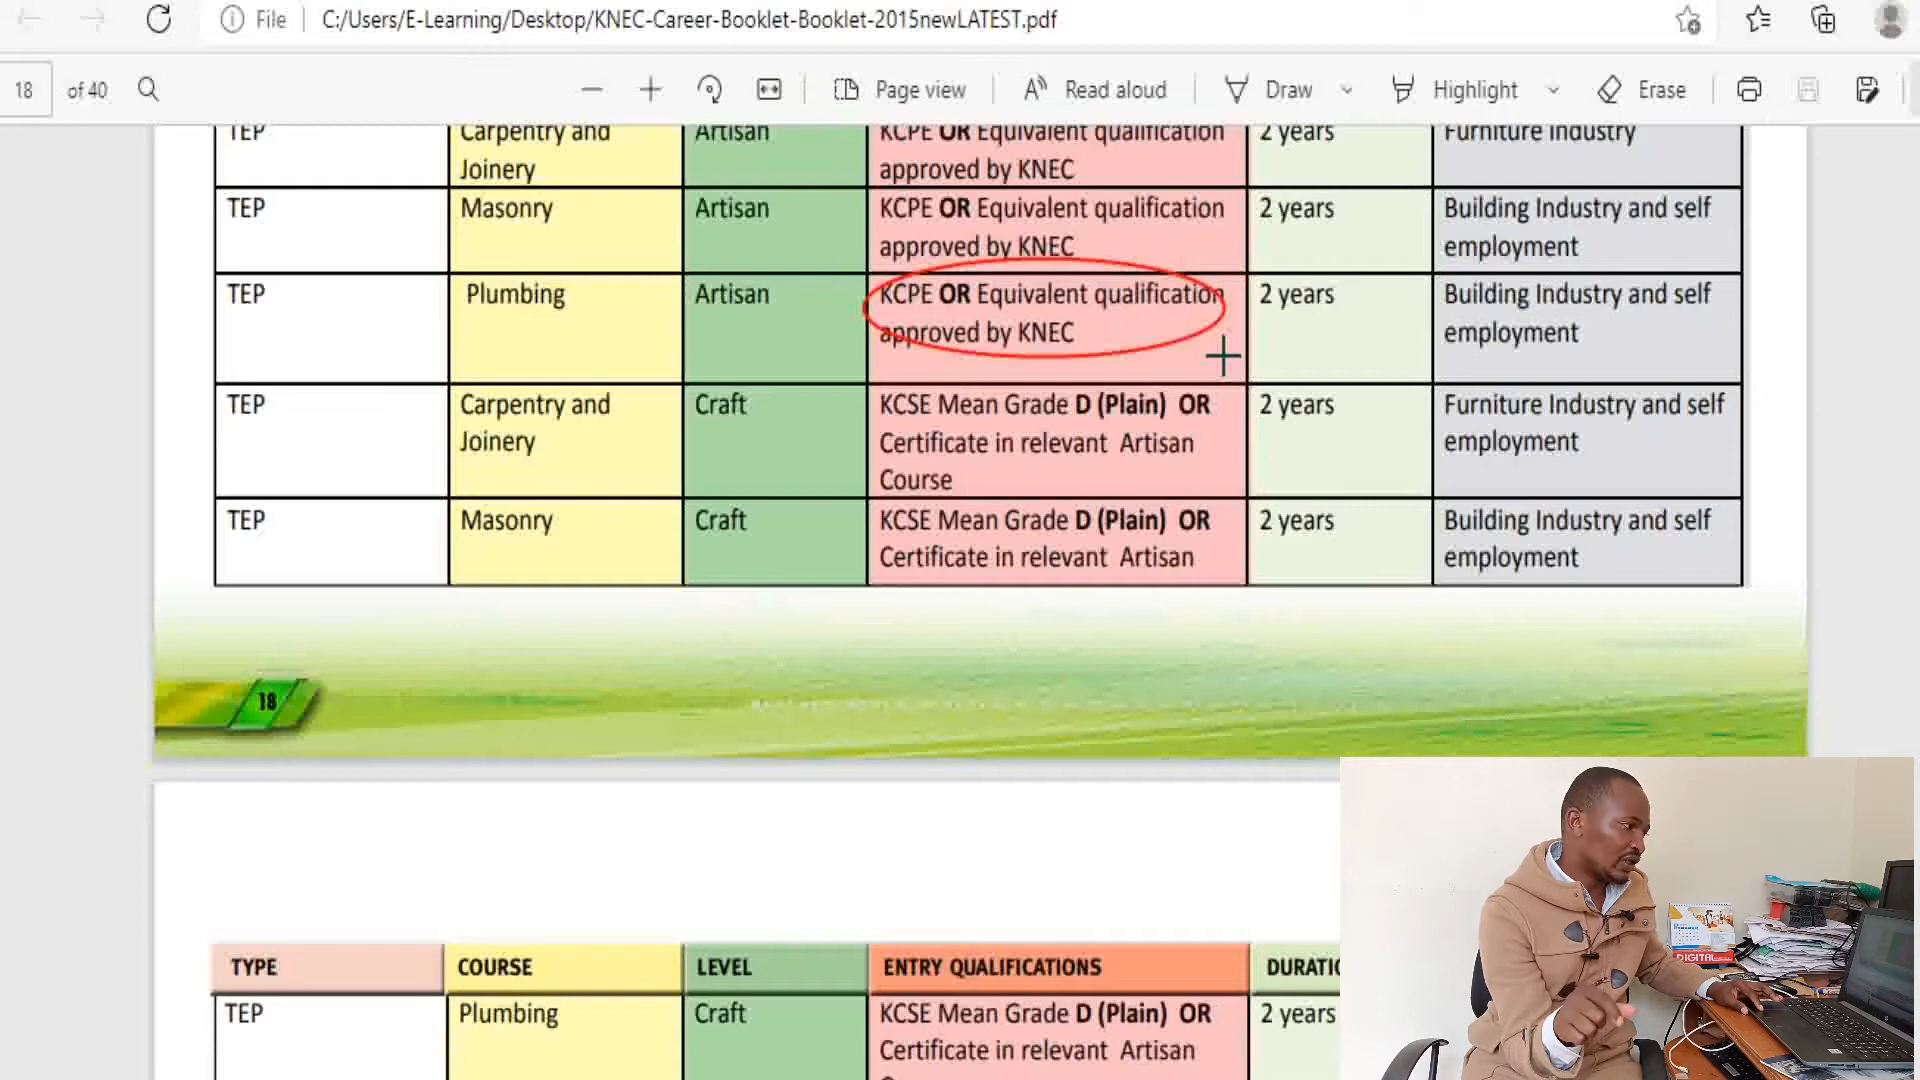 File C:/Users/E-Learning/Desktop/KNEC-Career-Booklet-Booklet-2015newLATEST.pdf
18 of 40 Page view Read aloud Draw Highlight Erase
TEP Carpentry and Artisan KCPE OR Equivalent qualification 2 years Furniture Industry
Joinery approved by KNEC
TEP Masonry Artisan KCPE OR Equivalent qualification 2 years Building Industry and self
approved by KNEC employment
TEP Plumbing Artisan KCPE OR Equivalent qualification 2 years Building Industry and self
approved by KNEC employment
TEP Carpentry and Craft KCSE Mean Grade D (Plain) OR 2 years Furniture Industry and self
Joinery Certificate in relevant Artisan employment
Course
TEP Masonry Craft KCSE Mean Grade D (Plain) OR 2 years Building Industry and self
Certificate in relevant Artisan employment
18
TYPE COURSE LEVEL ENTRY QUALIFICATIONS DURATIO
TEP Plumbing Craft KCSE Mean Grade D (Plain) OR 2 years
Certificate in relevant Artisan
DIGITAL